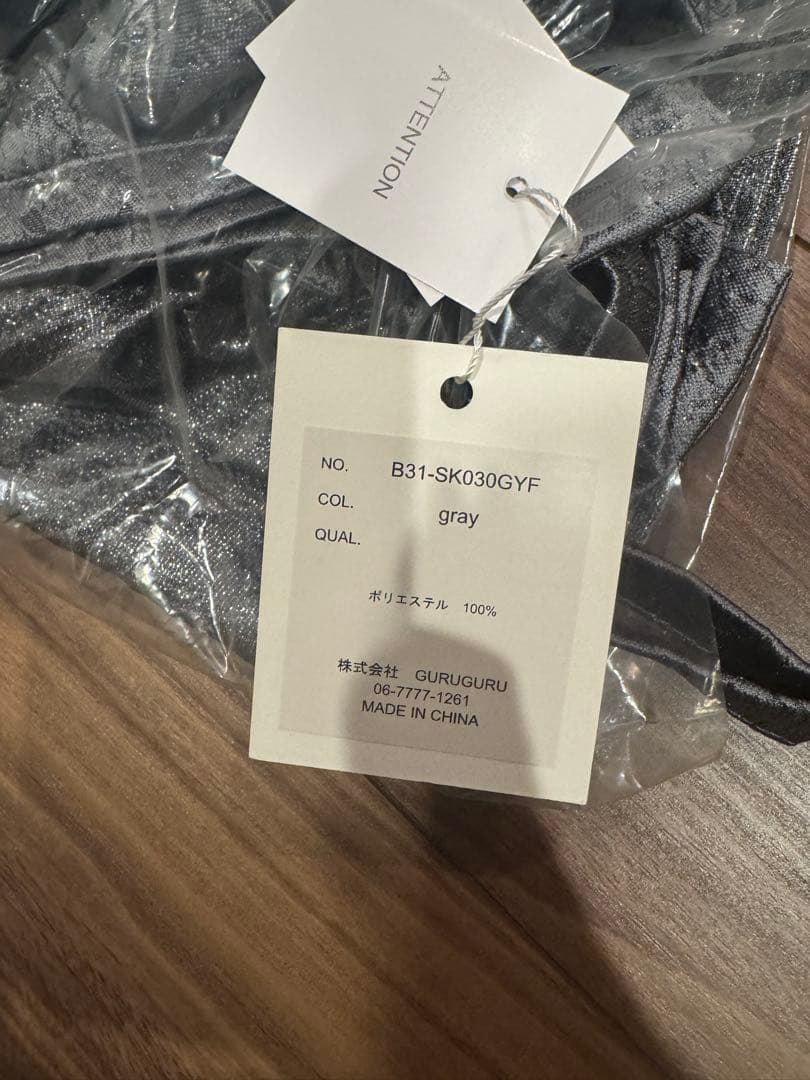 ATTENTION
NO. B31-SK030GYF
COL. gray
QUAL.
ポリエステル 100%
株式会社 GURUGURU
06-7777-1261
MADE IN CHINA